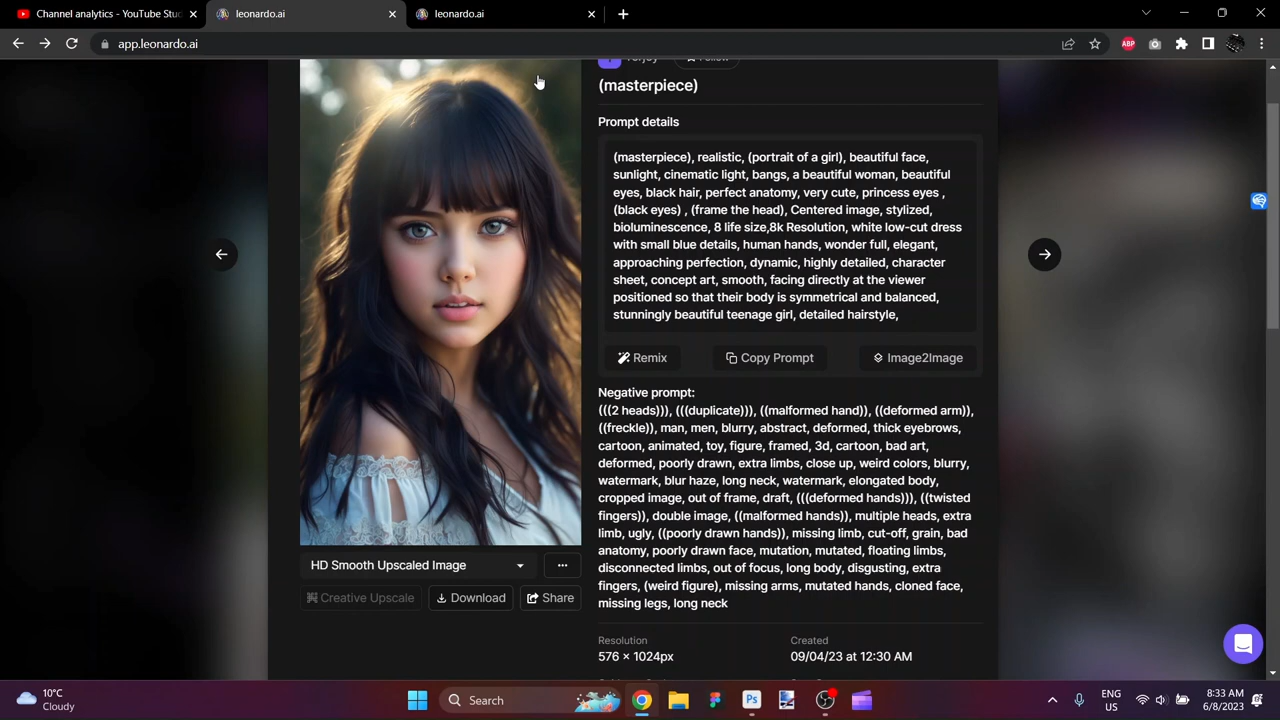 Channel analytics - YouTube Stu
leonardo.ai
leonardo.ai
app.leonardo.ai
ABP
Follow
(masterpiece)
Prompt details
(masterpiece), realistic, (portrait of a girl), beautiful face,
sunlight, cinematic light, bangs, a beautiful woman, beautiful
eyes, black hair, perfect anatomy, very cute, princess eyes ,
(black eyes) , (frame the head), Centered image, stylized,
bioluminescence, 8 life size,8k Resolution, white low-cut dress
with small blue details, human hands, wonder full, elegant,
approaching perfection, dynamic, highly detailed, character
sheet, concept art, smooth, facing directly at the viewer
positioned so that their body is symmetrical and balanced,
stunningly beautiful teenage girl, detailed hairstyle,
Remix
Copy Prompt
Image2Image
Negative prompt:
(((2 heads))), (((duplicate))), ((malformed hand)), ((deformed arm)),
((freckle)), man, men, blurry, abstract, deformed, thick eyebrows,
cartoon, animated, toy, figure, framed, 3d, cartoon, bad art,
deformed, poorly drawn, extra limbs, close up, weird colors, blurry,
watermark, blur haze, long neck, watermark, elongated body,
cropped image, out of frame, draft, (((deformed hands))), ((twisted
fingers)), double image, ((malformed hands)), multiple heads, extra
limb, ugly, ((poorly drawn hands)), missing limb, cut-off, grain, bad
anatomy, poorly drawn face, mutation, mutated, floating limbs,
disconnected limbs, out of focus, long body, disgusting, extra
fingers, (weird figure), missing arms, mutated hands, cloned face,
missing legs, long neck
HD Smooth Upscaled Image
Creative Upscale
Download
Share
Resolution
576 × 1024px
Created
09/04/23 at 12:30 AM
10°C
Cloudy
Search
Ps
ENG
US
8:33 AM
6/8/2023